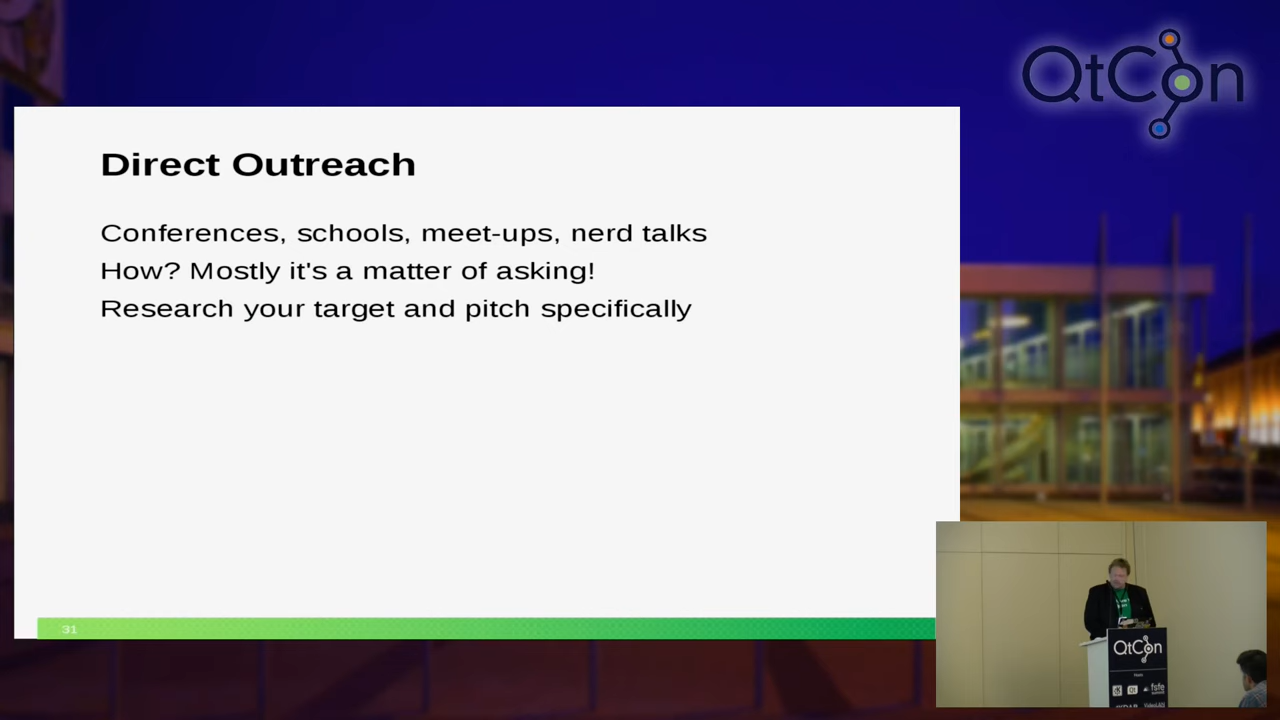 QtCon
Direct Outreach
Conferences, schools, meet-ups, nerd talks
How? Mostly it's a matter of asking!
Research your target and pitch specifically
31
QtCon
fsfe